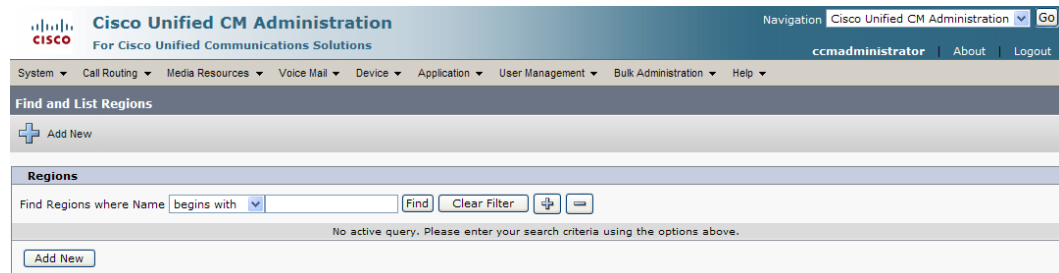 Cisco Unified CM Administration
For Cisco Unified Communications Solutions
CISCO
Navigation Cisco Unified CM Administration Go
ccmadministrator | About | Logout
System Call Routing Media Resources Voice Mail Device Application User Management Bulk Administration Help
Find and List Regions
Add New
Regions
Find Regions where Name begins with Find Clear Filter
No active query. Please enter your search criteria using the options above.
Add New